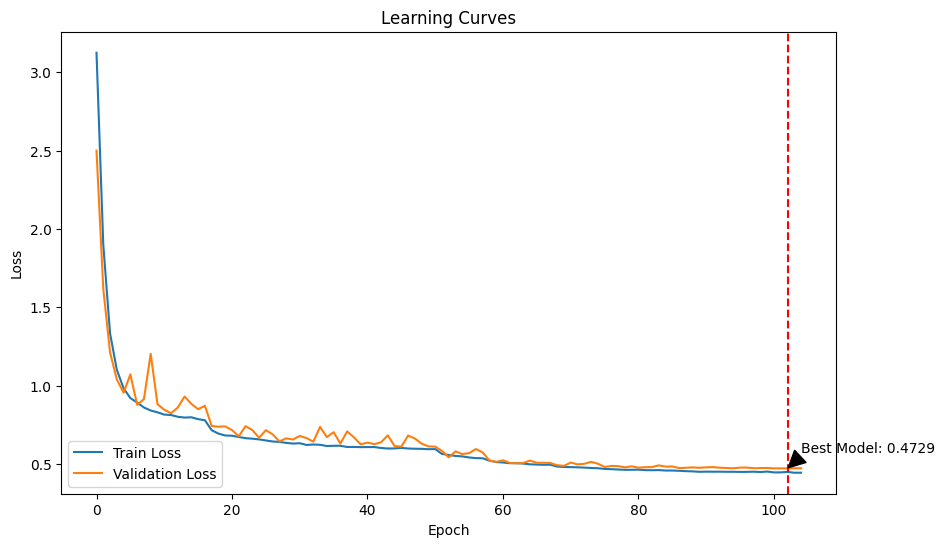 Learning Curves
3.0
2.5
2.0
1.5
1.0
0.5
Loss
Best Model: 0.4729
Train Loss
Validation Loss
0
20
40
60
80
100
Epoch